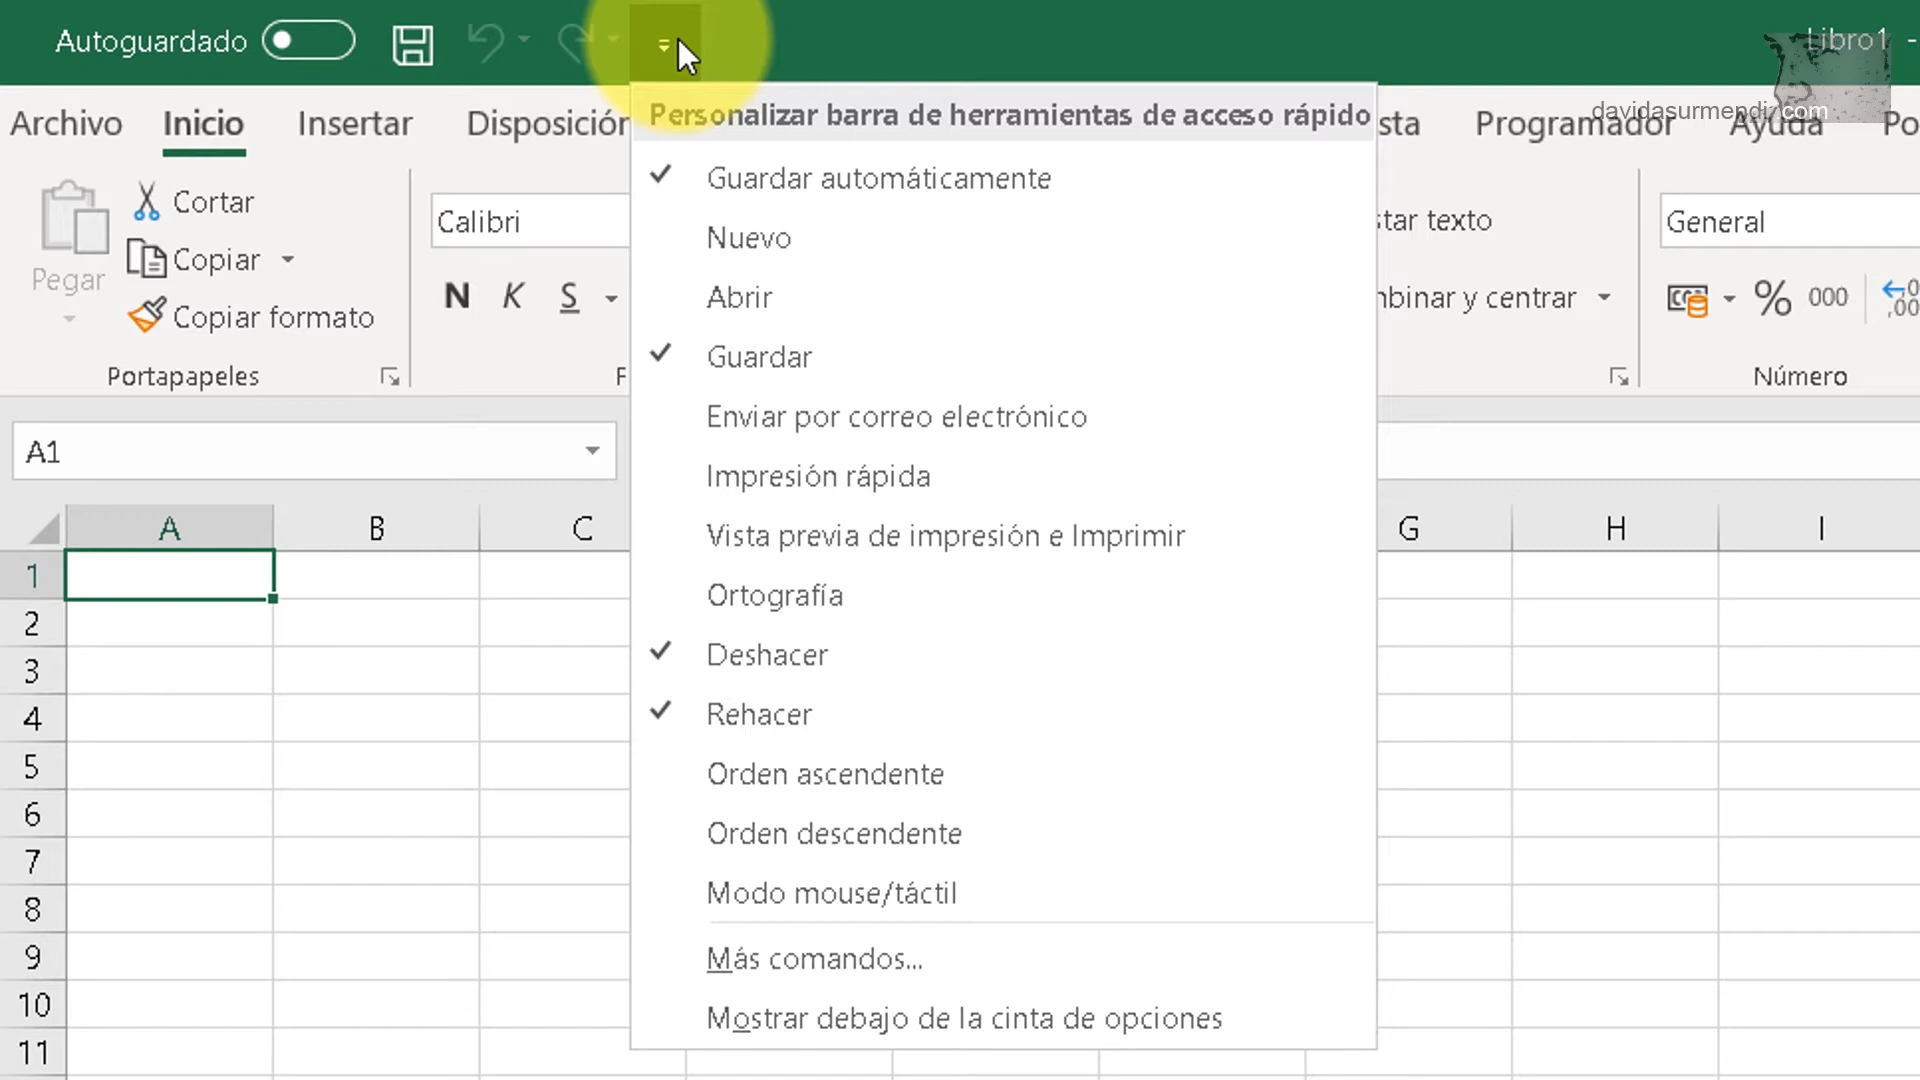 Autoguardado
Libro1 -
davidasurmendi.com
Archivo Inicio Insertar Disposición sta Programador Ayuda Po
Personalizar barra de herramientas de acceso rápido
Guardar automáticamente
Nuevo
Abrir
Guardar
Enviar por correo electrónico
Impresión rápida
Vista previa de impresión e Imprimir
Ortografía
Deshacer
Rehacer
Orden ascendente
Orden descendente
Modo mouse/táctil
Más comandos...
Mostrar debajo de la cinta de opciones
Pegar
Cortar
Copiar
Copiar formato
Portapapeles
Calibri
N K S
F
star texto
mbinar y centrar
General
% 000
Número
A1
A B C G H I
1
2
3
4
5
6
7
8
9
10
11